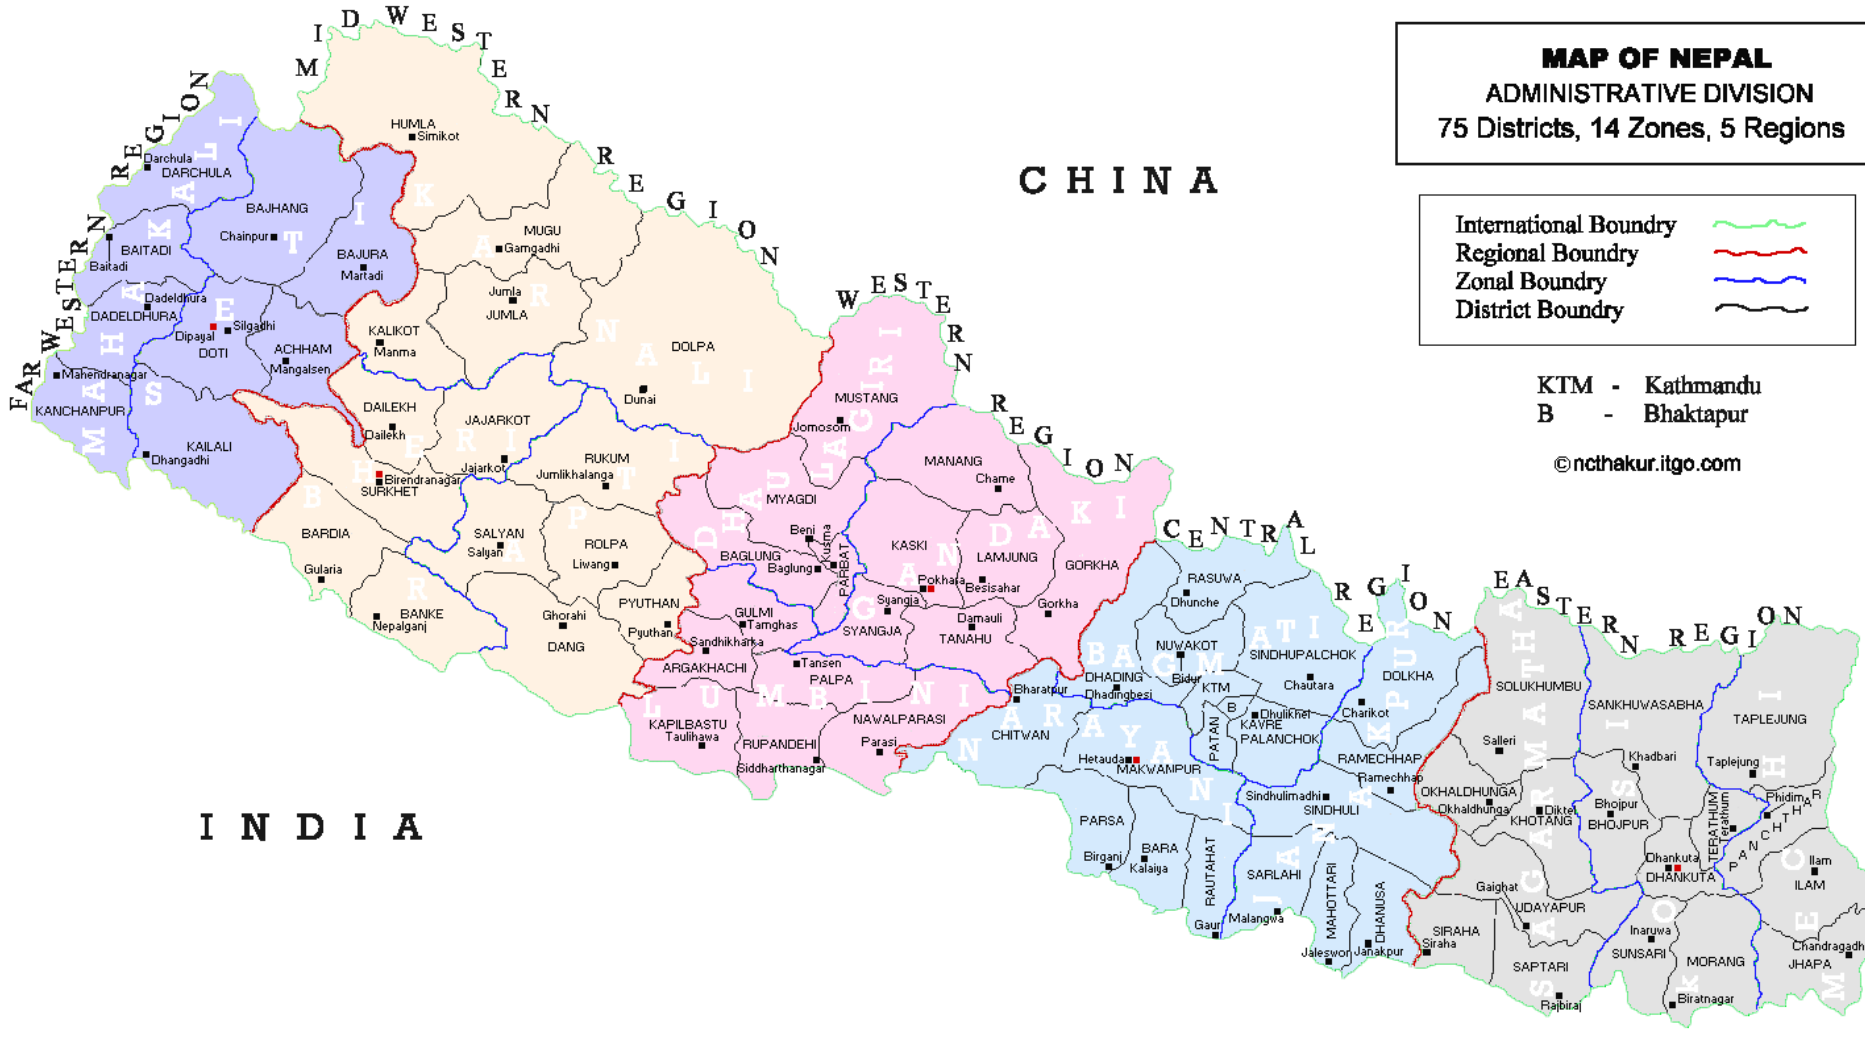 MAP OF NEPAL
ADMINISTRATIVE DIVISION
75 Districts, 14 Zones, 5 Regions
International Boundry
Regional Boundry
Zonal Boundry
District Boundry
KTM - Kathmandu
B - Bhaktapur
©ncthakur.itgo.com
CHINA
INDIA
FAR WESTERN REGION
MID WESTERN REGION
WESTERN REGION
CENTRAL REGION
EASTERN REGION
MAHAKALI
SETI
KARNALI
BHERI
RAPTI
DHAULAGIRI
GANDAKI
LUMBINI
BAGMATI
NARAYANI
JANAKPUR
SAGARMATHA
KOSI
MECHI
Darchula
DARCHULA
BAJHANG
Chainpur
BAITADI
Baitadi
BAJURA
Martadi
Dadeldhura
DADELDHURA
Dipayal
Silgadhi
DOTI
ACHHAM
Mangalsen
Mahendranagar
KANCHANPUR
KAILALI
Dhangadhi
HUMLA
Simikot
MUGU
Gamgadhi
Jumla
JUMLA
KALIKOT
Manma
DOLPA
Dunai
DAILEKH
Dailekh
JAJARKOT
Jajarkot
RUKUM
Jumlikhalanga
Birendranagar
SURKHET
BARDIA
Gularia
BANKE
Nepalganj
SALYAN
Salyan
ROLPA
Liwang
PYUTHAN
Pyuthan
Ghorahi
DANG
MUSTANG
Jomosom
MANANG
Chame
MYAGDI
Beni
Kusma
PARBAT
BAGLUNG
Baglung
KASKI
Pokhara
LAMJUNG
Besisahar
GORKHA
Gorkha
Syangja
SYANGJA
Damauli
TANAHU
GULMI
Tamghas
Sandhikharka
ARGAKHACHI
Tansen
PALPA
KAPILBASTU
Taulihawa
RUPANDEHI
Siddharthanagar
NAWALPARASI
Parasi
RASUWA
Dhunche
NUWAKOT
Bidur
SINDHUPALCHOK
Chautara
DHADING
Dhadingbesi
KTM
B
PATAN
Dhulikhel
KAVRE
PALANCHOK
DOLKHA
Charikot
Bharatpur
CHITWAN
Hetauda
MAKWANPUR
RAMECHHAP
Ramechhap
Sindhulimadhi
SINDHULI
PARSA
Birganj
BARA
Kalaiya
RAUTAHAT
Gaur
SARLAHI
Malangwa
MAHOTTARI
Jaleswor
DHANUSA
Janakpur
SOLUKHUMBU
Salleri
OKHALDHUNGA
Okhaldhunga
Diktel
KHOTANG
Gaighat
UDAYAPUR
SIRAHA
Siraha
SAPTARI
Rajbiraj
SANKHUWASABHA
Khadbari
Bhojpur
BHOJPUR
TERATHUM
Terathum
Dhankuta
DHANKUTA
Inaruwa
SUNSARI
MORANG
Biratnagar
TAPLEJUNG
Taplejung
Phidim
PANCHTHAR
Ilam
ILAM
Chandragadh
JHAPA